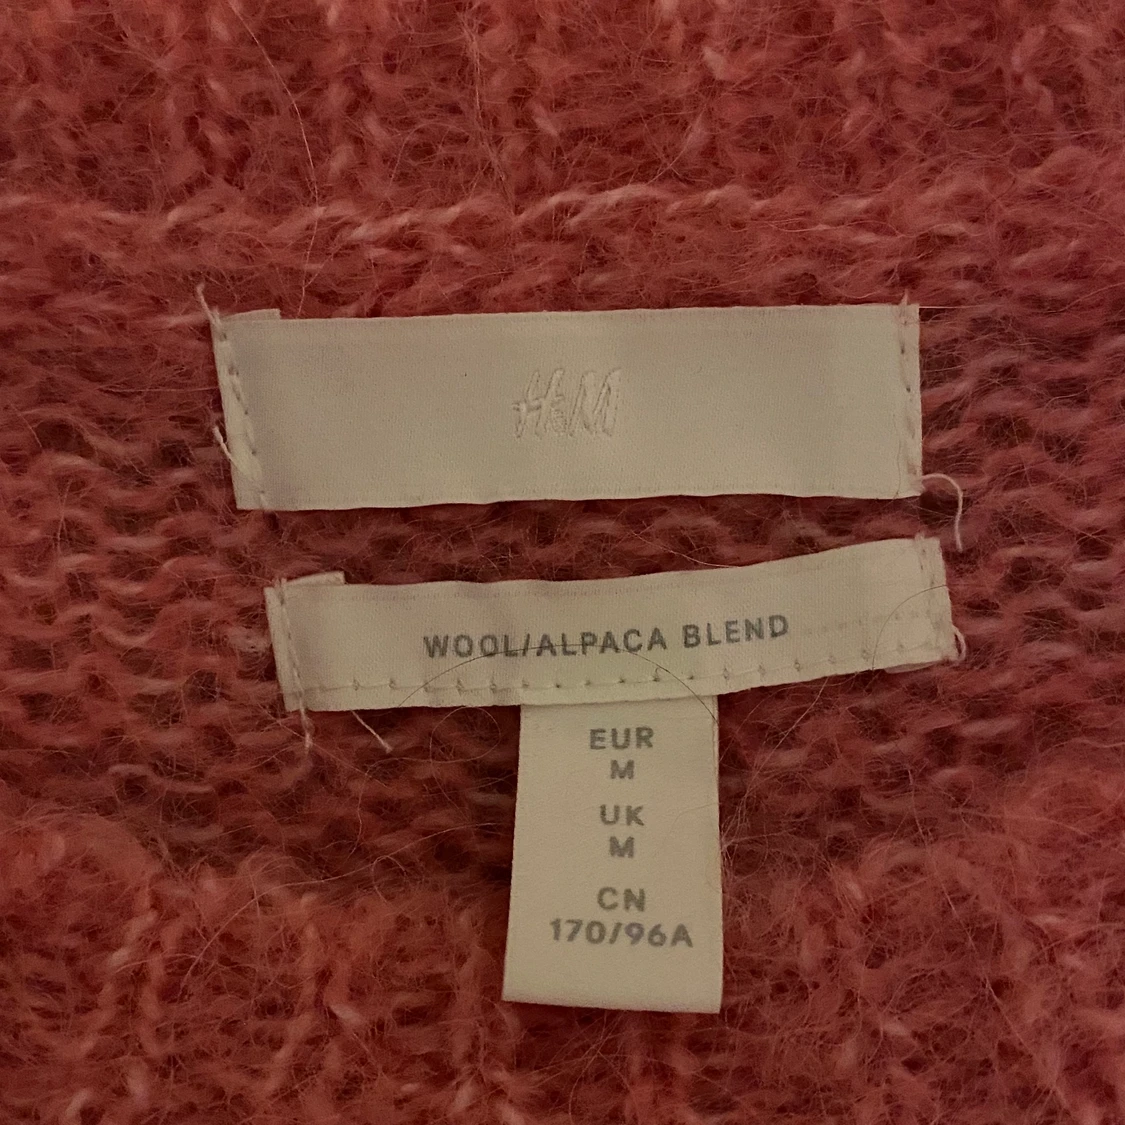 H&M
WOOL/ALPACA BLEND
EUR
M
UK
M
CN
170/96A